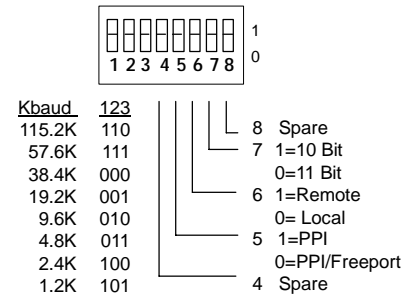 1
1 2 3 4 5 6 7 8 0
Kbaud 123
115.2K 110 8 Spare
57.6K 111 7 1=10 Bit
38.4K 000 0=11 Bit
19.2K 001 6 1=Remote
9.6K 010 0= Local
4.8K 011 5 1=PPI
2.4K 100 0=PPI/Freeport
1.2K 101 4 Spare